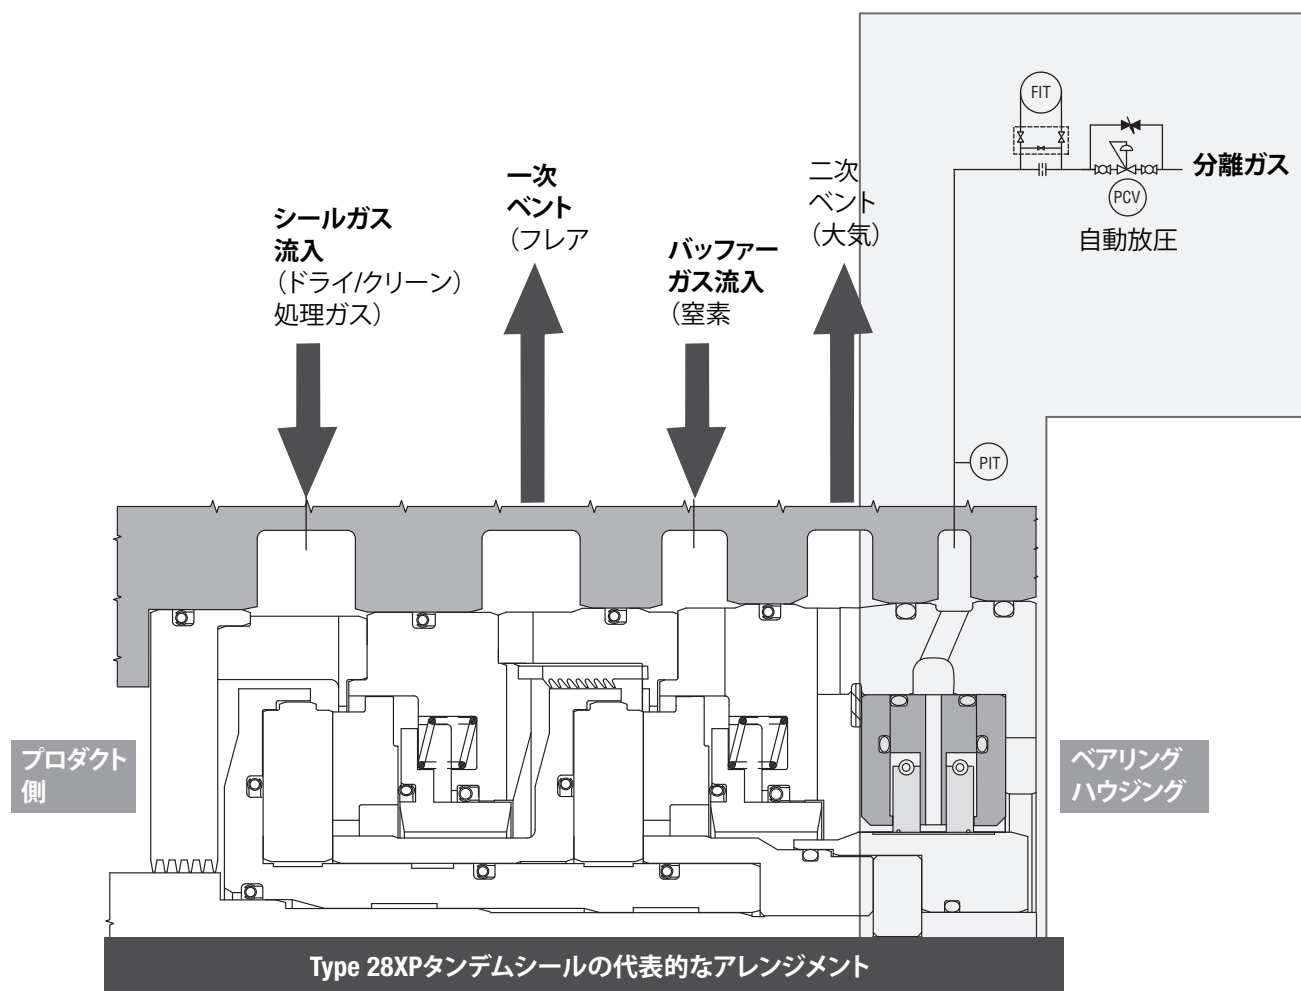 FIT
分離ガス
PCV
自動放圧
一次
ベント
（フレア
二次
ベント
（大気）
シールガス
流入
（ドライ/クリーン）
処理ガス）
バッファー
ガス流入
（窒素
PIT
プロダクト
側
ベアリング
ハウジング
Type 28XPタンデムシールの代表的なアレンジメント